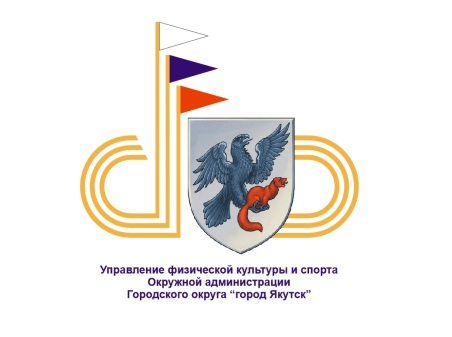 Управление физической культуры и спорта
Окружной администрации
Городского округа “город Якутск”